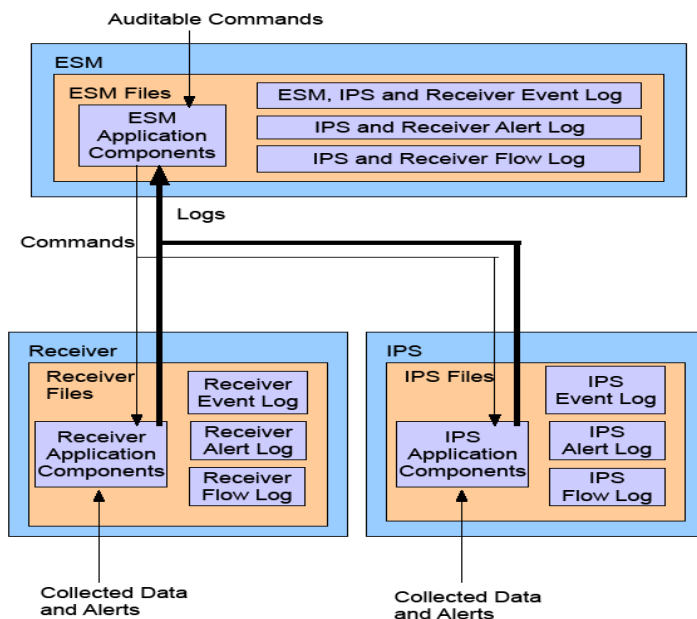 Auditable Commands
ESM
ESM Files
ESM
Application
Components
ESM, IPS and Receiver Event Log
IPS and Receiver Alert Log
IPS and Receiver Flow Log
Logs
Commands
Receiver
Receiver
Files
Receiver
Event Log
Receiver
Application
Components
Receiver
Alert Log
Receiver
Flow Log
Collected Data
and Alerts
IPS
IPS Files
IPS
Event Log
IPS
Application
Components
IPS
Alert Log
IPS
Flow Log
Collected Data
and Alerts